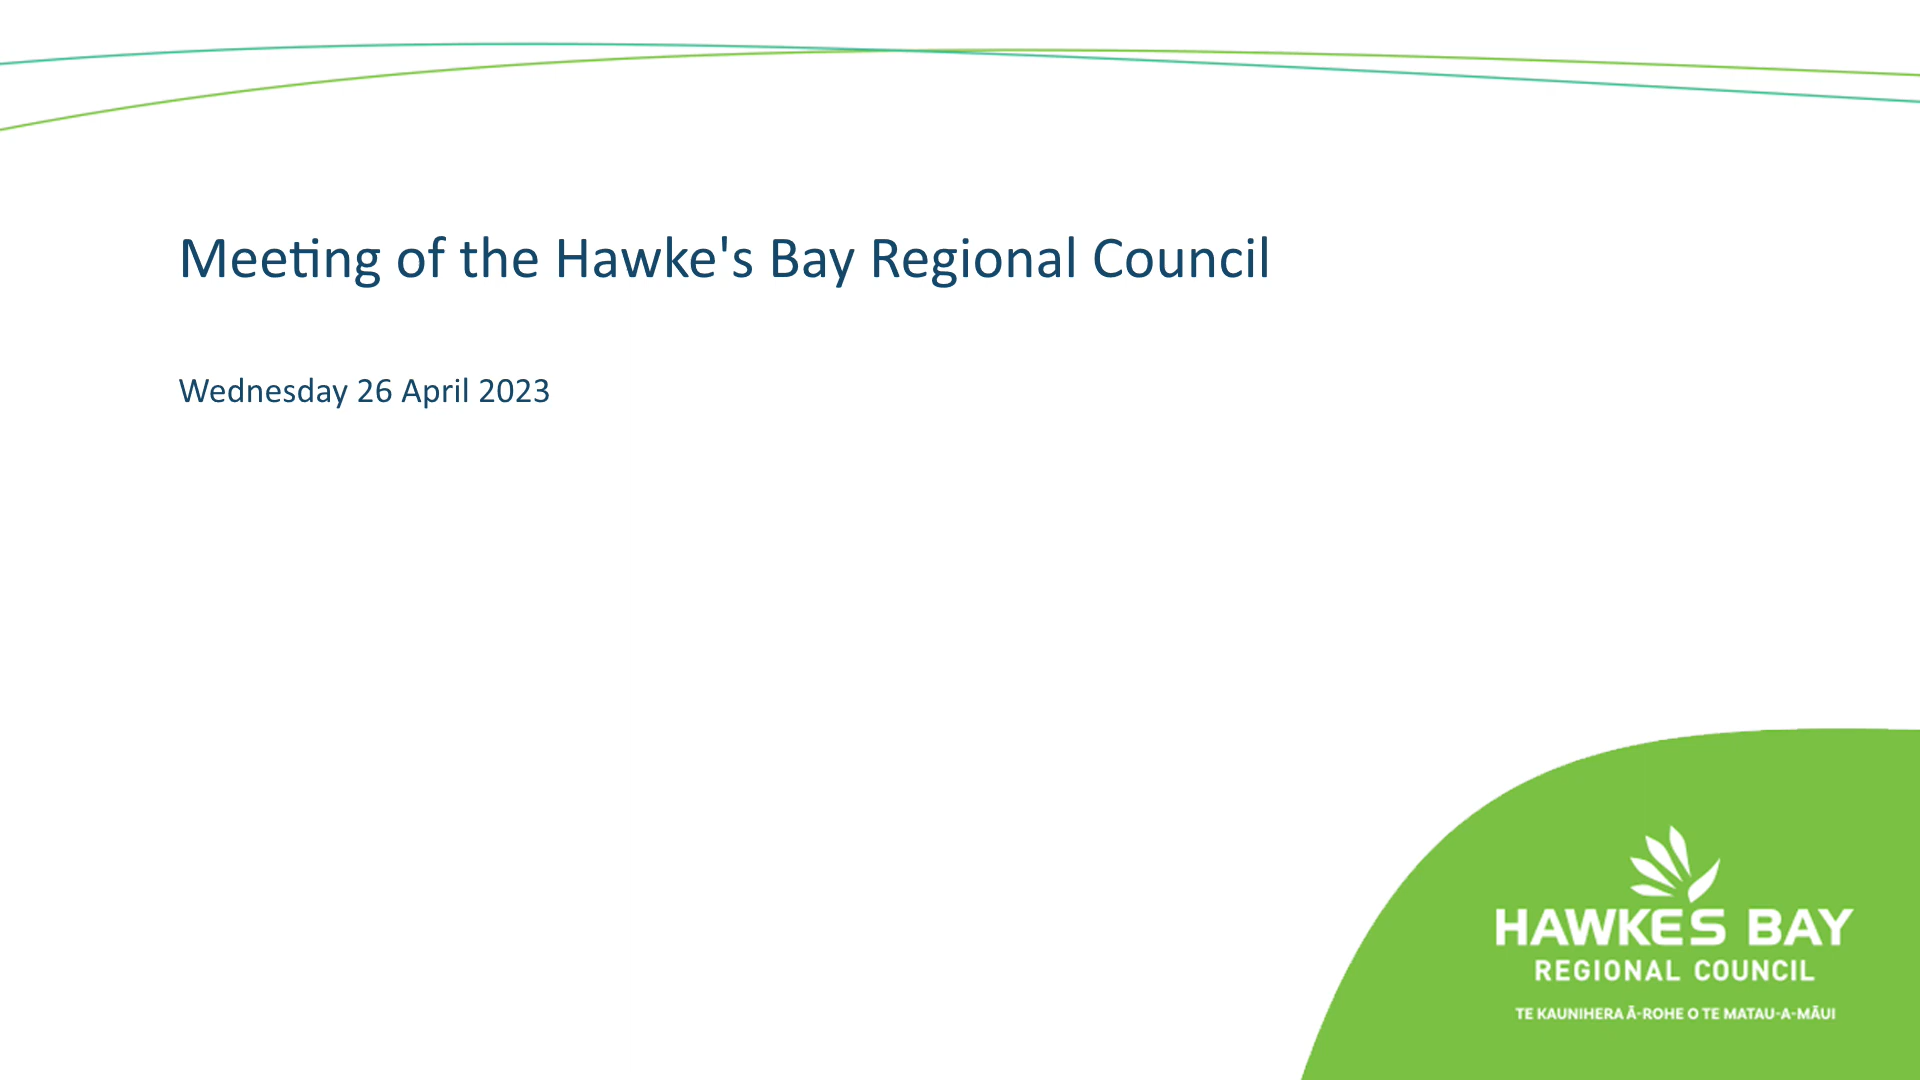 Meeting of the Hawke's Bay Regional Council
Wednesday 26 April 2023
HAWKES BAY
REGIONAL COUNCIL
TE KAUNIHERA Ā-ROHE O TE MATAU-A-MĀUI